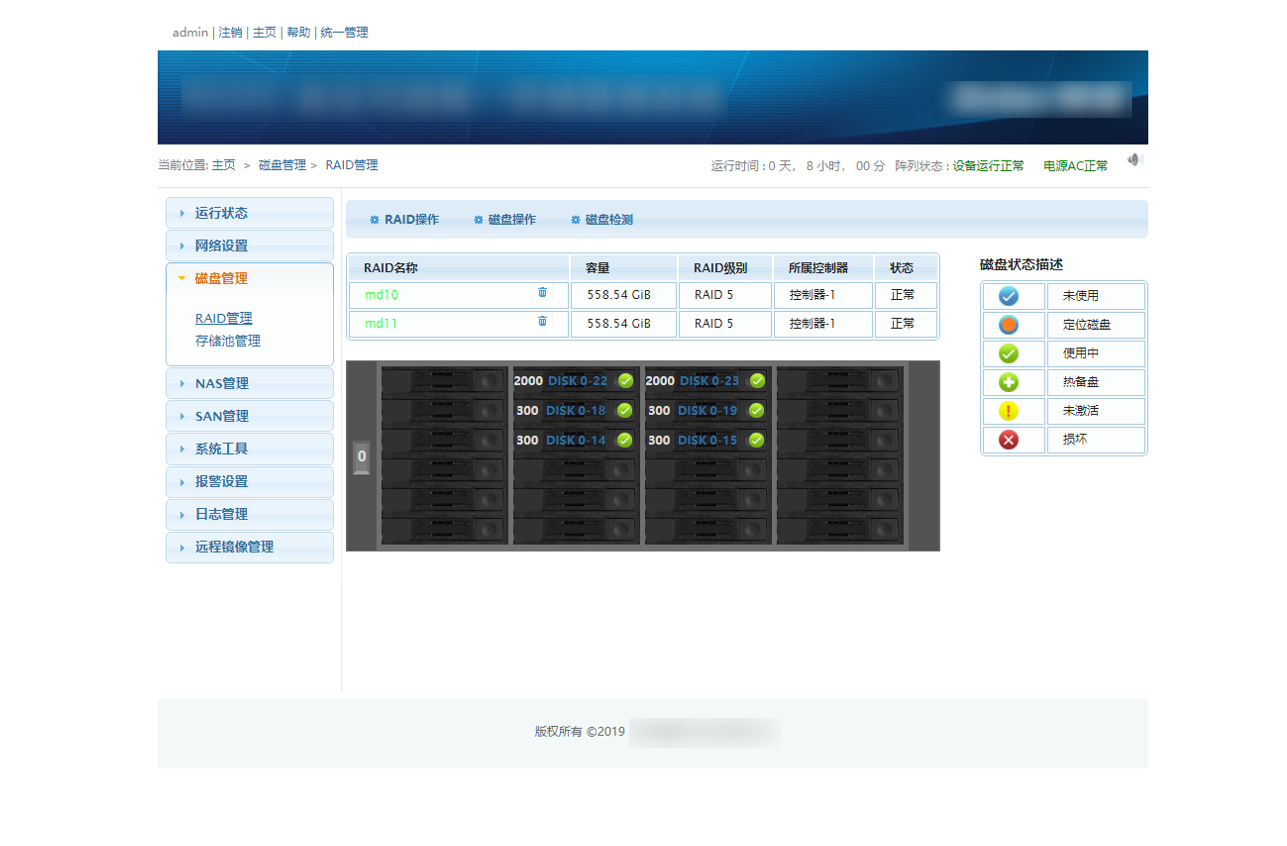 admin | 注销 | 主页 | 帮助 | 统一管理
当前位置: 主页 > 磁盘管理 > RAID管理
运行时间 : 0 天， 8 小时， 00 分 阵列状态 : 设备运行正常 电源AC正常
运行状态
网络设置
磁盘管理
RAID管理
存储池管理
NAS管理
SAN管理
系统工具
报警设置
日志管理
远程镜像管理
RAID操作 磁盘操作 磁盘检测
RAID名称 容量 RAID级别 所属控制器 状态
md10 558.54 GiB RAID 5 控制器-1 正常
md11 558.54 GiB RAID 5 控制器-1 正常
0
2000 DISK 0-22 2000 DISK 0-23
300 DISK 0-18 300 DISK 0-19
300 DISK 0-14 300 DISK 0-15
磁盘状态描述
未使用
定位磁盘
使用中
热备盘
未激活
损坏
版权所有 ©2019